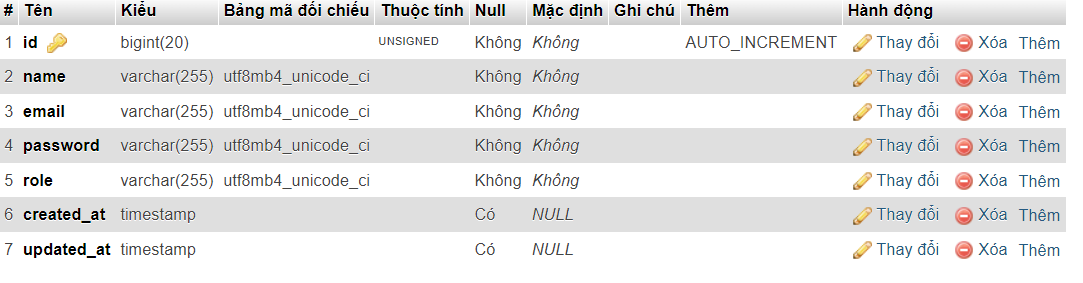 # Tên Kiểu Bảng mã đối chiếu Thuộc tính Null Mặc định Ghi chú Thêm Hành động
1 id bigint(20) UNSIGNED Không Không AUTO_INCREMENT Thay đổi Xóa Thêm
2 name varchar(255) utf8mb4_unicode_ci Không Không Thay đổi Xóa Thêm
3 email varchar(255) utf8mb4_unicode_ci Không Không Thay đổi Xóa Thêm
4 password varchar(255) utf8mb4_unicode_ci Không Không Thay đổi Xóa Thêm
5 role varchar(255) utf8mb4_unicode_ci Không Không Thay đổi Xóa Thêm
6 created_at timestamp Có NULL Thay đổi Xóa Thêm
7 updated_at timestamp Có NULL Thay đổi Xóa Thêm